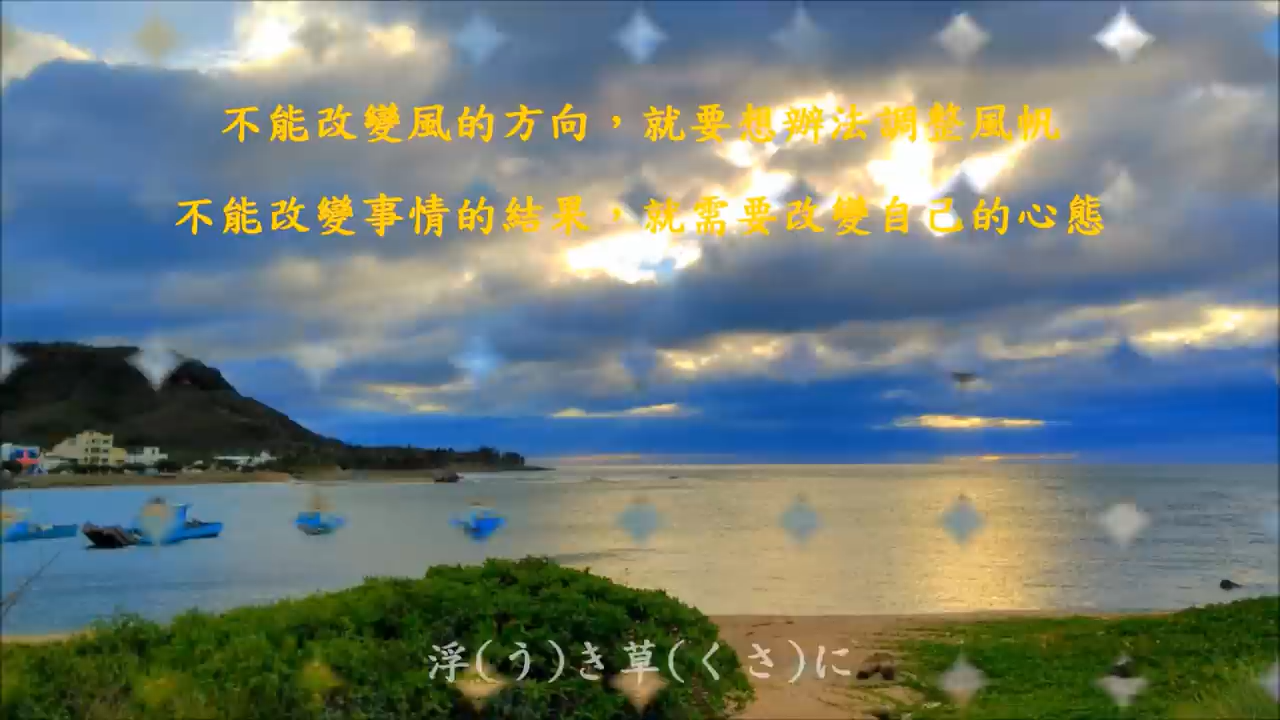 不能改變風的方向，就要想辦法調整風帆
不能改變事情的結果，就需要改變自己的心態
浮(う)き草(くさ)に